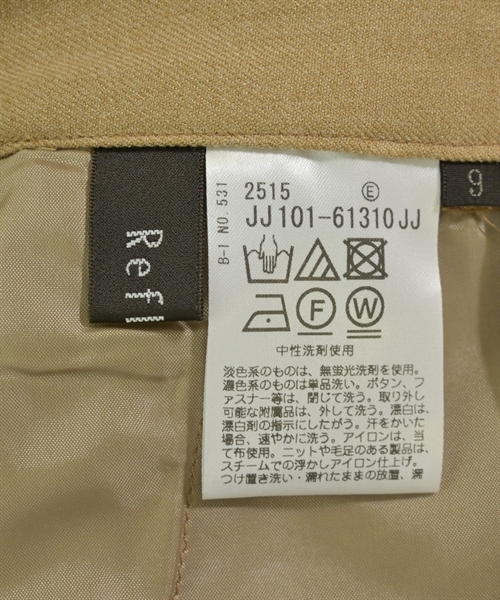 Refl
9
B-I NO. 531
2515 E
JJ101-61310JJ
F W
中性洗剤使用
淡色系のものは、無蛍光洗剤を使用。
濃色系のものは単品洗い。ボタン、フ
ァスナー等は、閉じて洗う。取り外し
可能な附属品は、外して洗う。漂白は、
漂白剤の指示にしたがう。汗をかいた
場合、速やかに洗う。アイロンは、当
て布使用。ニットや毛足のある製品は、
スチームでの浮かしアイロン仕上げ。
つけ置き洗い・濡れたままの放置、濡